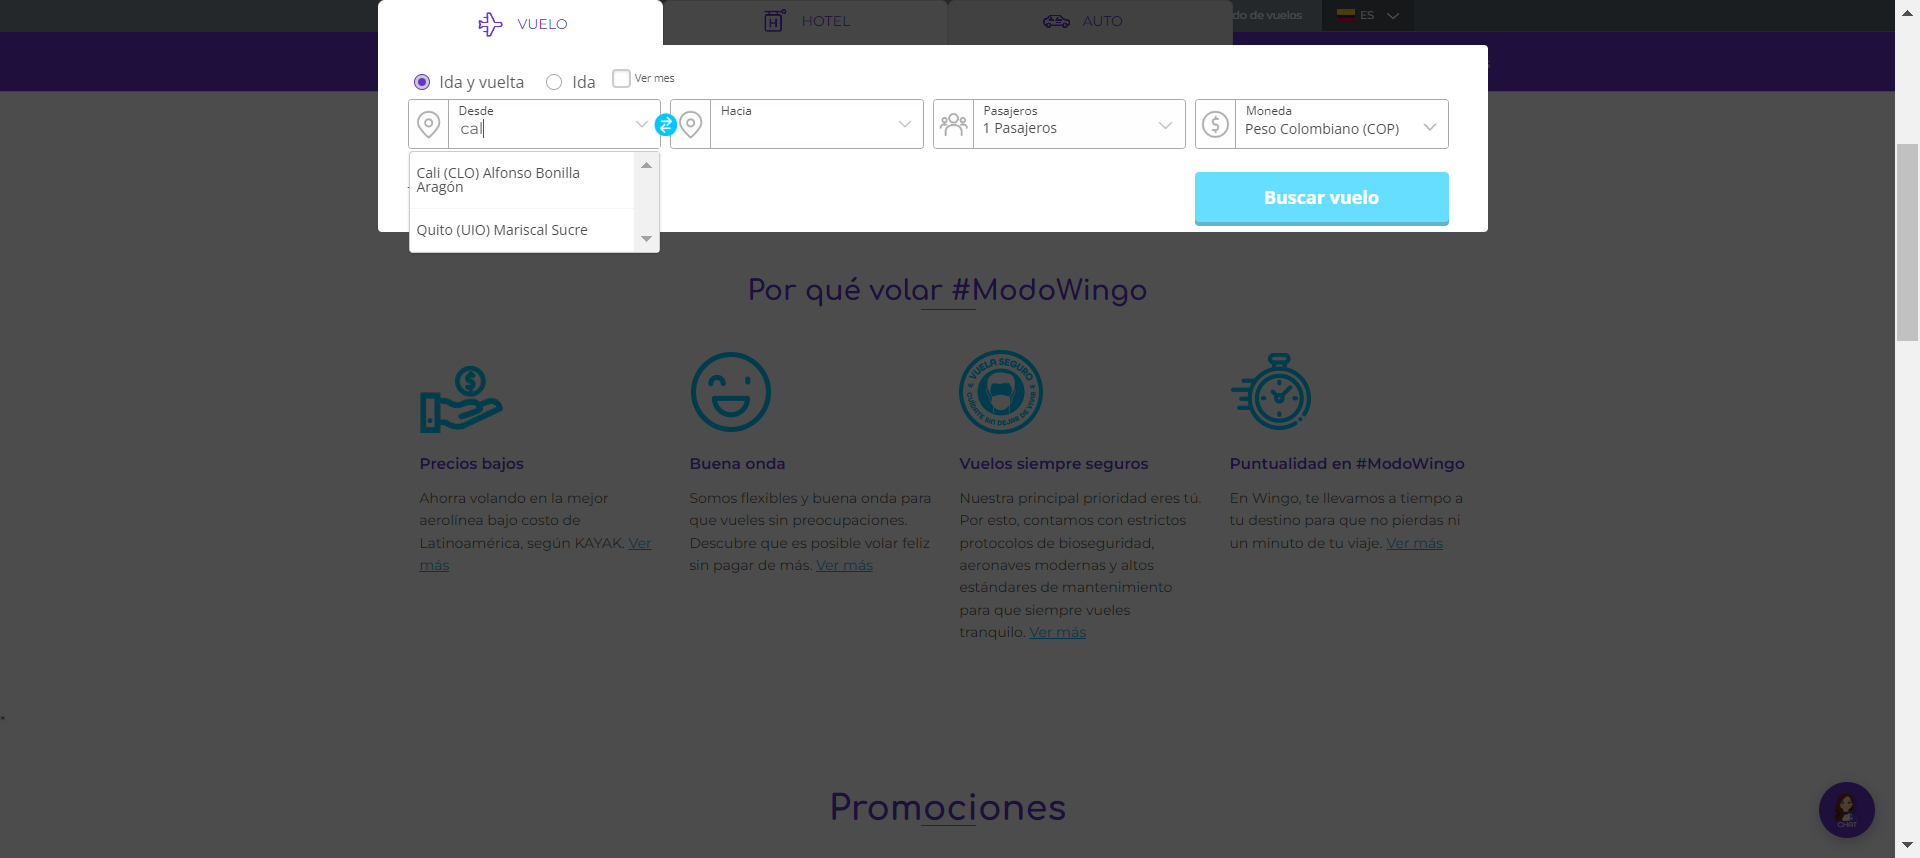 VUELO
HOTEL
AUTO
do de vuelos
ES
Ida y vuelta
Ida
Ver mes
Desde
cal
Hacia
Pasajeros
1 Pasajeros
Moneda
Peso Colombiano (COP)
Cali (CLO) Alfonso Bonilla
Aragón
Quito (UIO) Mariscal Sucre
Buscar vuelo
Por qué volar #ModoWingo
VUELA SEGURO
CUÍDATE SIN DEJAR DE VIVIR
Precios bajos
Ahorra volando en la mejor
aerolínea bajo costo de
Latinoamérica, según KAYAK. Ver
más
Buena onda
Somos flexibles y buena onda para
que vueles sin preocupaciones.
Descubre que es posible volar feliz
sin pagar de más. Ver más
Vuelos siempre seguros
Nuestra principal prioridad eres tú.
Por esto, contamos con estrictos
protocolos de bioseguridad,
aeronaves modernas y altos
estándares de mantenimiento
para que siempre vueles
tranquilo. Ver más
Puntualidad en #ModoWingo
En Wingo, te llevamos a tiempo a
tu destino para que no pierdas ni
un minuto de tu viaje. Ver más
Promociones
CHAT